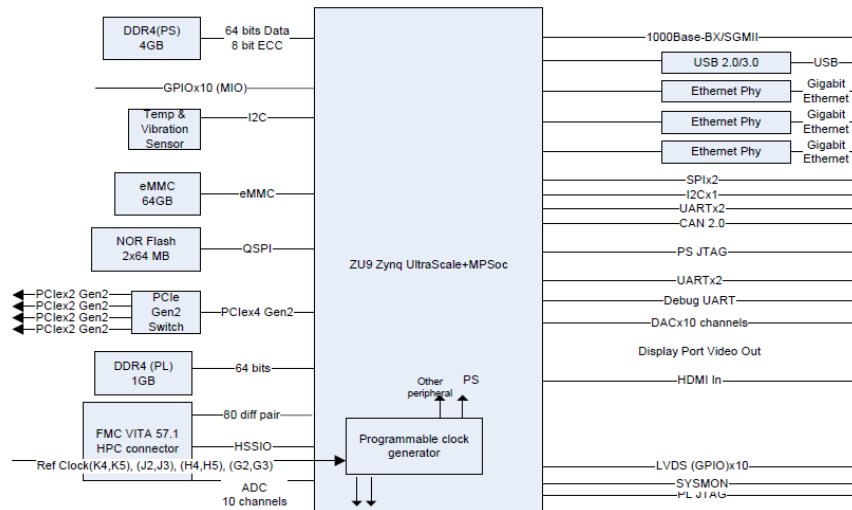 DDR4(PS)
4GB
64 bits Data
8 bit ECC
GPIOx10 (MIO)
Temp &
Vibration
Sensor
I2C
eMMC
64GB
eMMC
NOR Flash
2x64 MB
QSPI
PCIex2 Gen2
PCIex2 Gen2
PCIex2 Gen2
PCIex2 Gen2
PCIe
Gen2
Switch
PCIex4 Gen2
DDR4 (PL)
1GB
64 bits
80 diff pair
FMC VITA 57.1
HPC connector
HSSIO
Ref Clock(K4,K5), (J2,J3), (H4,H5), (G2,G3)
ADC
10 channels
ZU9 Zynq UltraScale+MPSoc
Other
peripheral
PS
Programmable clock
generator
1000Base-BX/SGMII
USB 2.0/3.0
USB
Ethernet Phy
Gigabit
Ethernet
Ethernet Phy
Gigabit
Ethernet
Ethernet Phy
Gigabit
Ethernet
SPIx2
I2Cx1
UARTx2
CAN 2.0
PS JTAG
UARTx2
Debug UART
DACx10 channels
Display Port Video Out
HDMI In
LVDS (GPIO)x10
SYSMON
PL JTAG